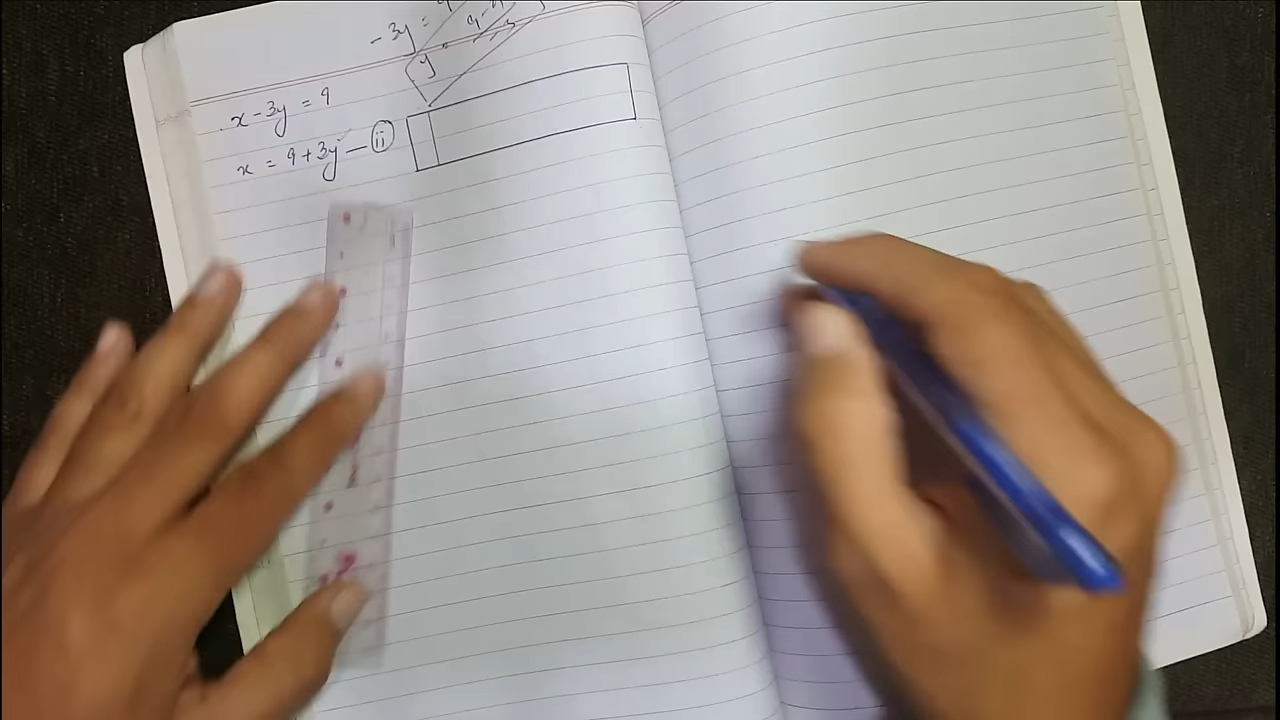 - 3y =
y
x - 3y = 9
x = 9 + 3y — ii